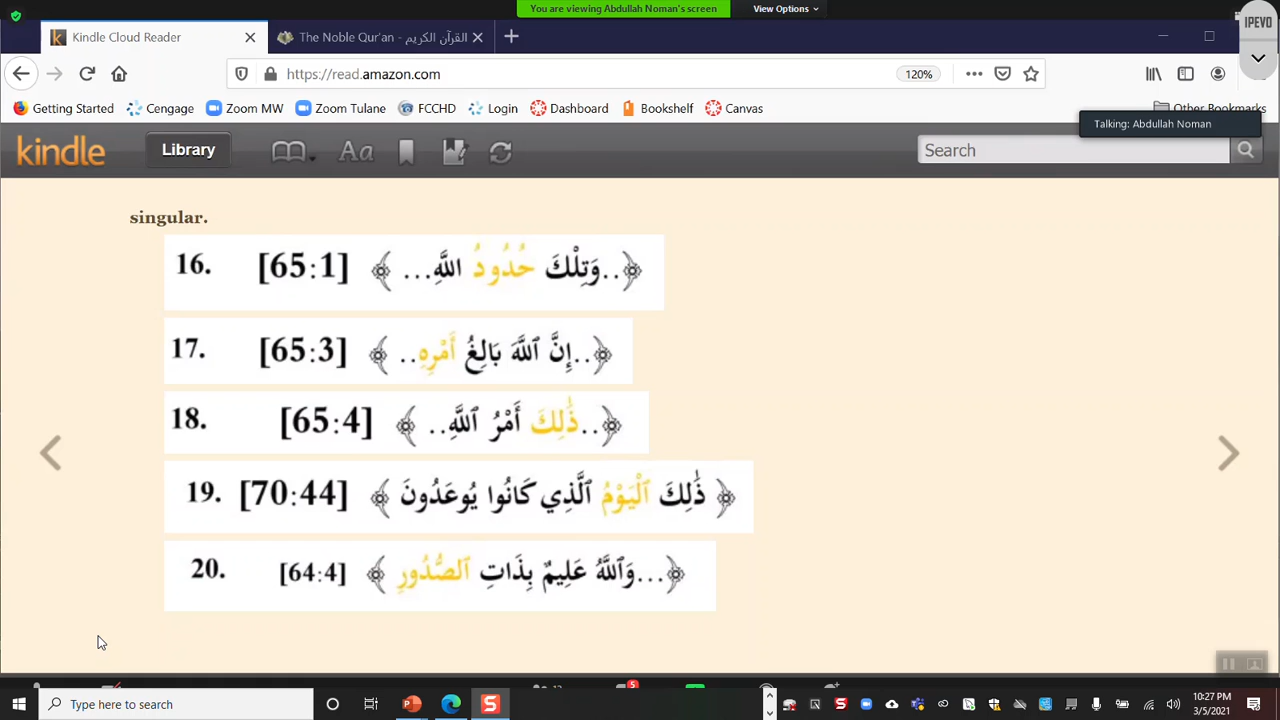 You are viewing Abdullah Noman's screen View Options
IPEVO
Kindle Cloud Reader The Noble Qur'an - القرآن الكريم
https://read.amazon.com 120%
Getting Started Cengage Zoom MW Zoom Tulane FCCHD Login Dashboard Bookshelf Canvas Other Bookmarks
Talking: Abdullah Noman
kindle Library Aa Search
singular.
16. [65:1] ﴿..وَتِلْكَ حُدُودُ اللَّهِ... ﴾
17. [65:3] ﴿..إِنَّ ٱللَّهَ بَالِغُ أَمْرِهِ.. ﴾
18. [65:4] ﴿..ذَٰلِكَ أَمْرُ ٱللَّهِ.. ﴾
19. [70:44] ﴿ ذَٰلِكَ ٱلْيَوْمُ ٱلَّذِي كَانُوا يُوعَدُونَ ﴾
20. [64:4] ﴿...وَٱللَّهُ عَلِيمٌ بِذَاتِ ٱلصُّدُورِ ﴾
Type here to search
5
10:27 PM
3/5/2021